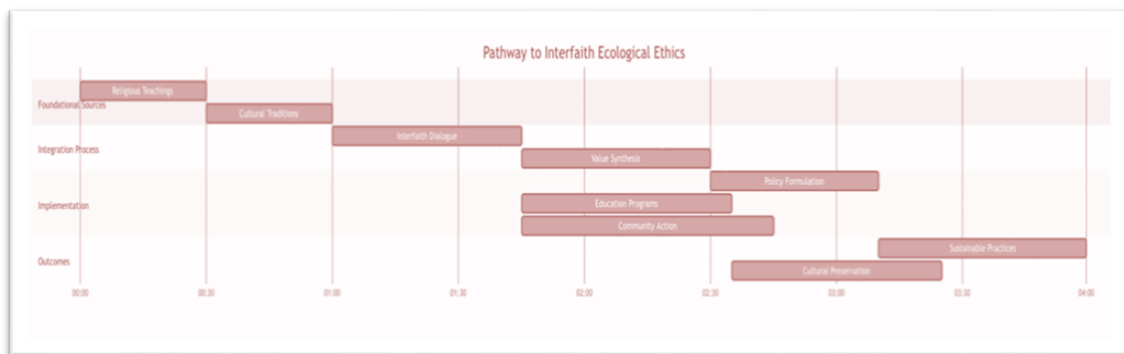 Pathway to Interfaith Ecological Ethics
Religious Teachings
Foundational Sources
Cultural Traditions
Interfaith Dialogue
Integration Process
Value Synthesis
Policy Formulation
Education Programs
Implementation
Community Action
Sustainable Practices
Outcomes
Cultural Preservation
00:00 00:30 01:00 01:30 02:00 02:30 03:00 03:30 04:00